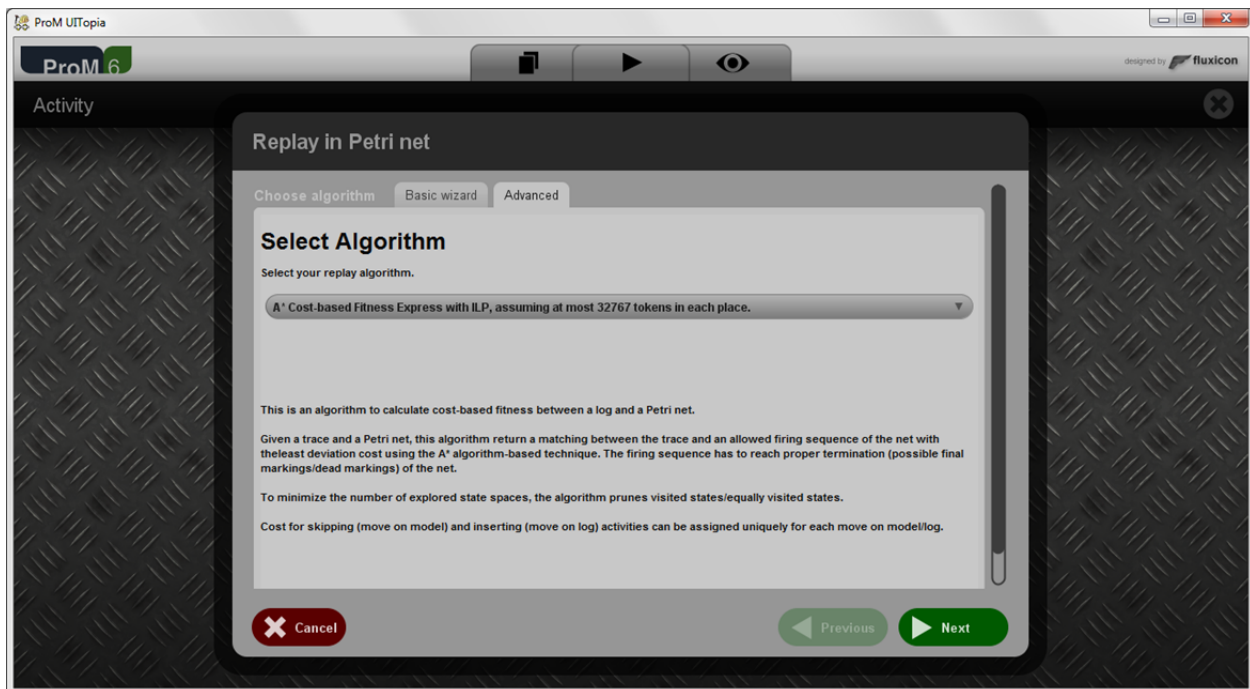 ProM UITopia
ProM 6
designed by fluxicon
Activity
Replay in Petri net
Choose algorithm Basic wizard Advanced
Select Algorithm
Select your replay algorithm.
A* Cost-based Fitness Express with ILP, assuming at most 32767 tokens in each place.
This is an algorithm to calculate cost-based fitness between a log and a Petri net.
Given a trace and a Petri net, this algorithm return a matching between the trace and an allowed firing sequence of the net with
theleast deviation cost using the A* algorithm-based technique. The firing sequence has to reach proper termination (possible final
markings/dead markings) of the net.
To minimize the number of explored state spaces, the algorithm prunes visited states/equally visited states.
Cost for skipping (move on model) and inserting (move on log) activities can be assigned uniquely for each move on model/log.
Cancel Previous Next